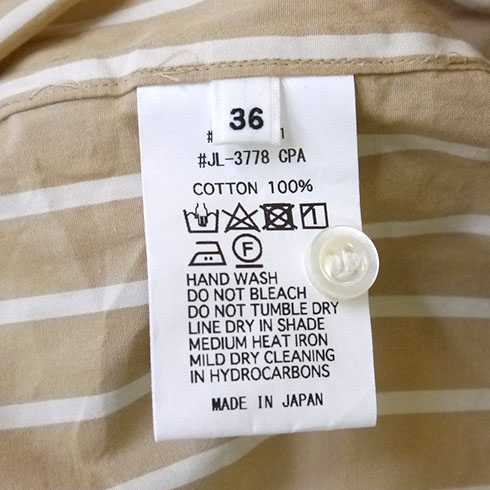 36
#JL-3778 CPA
COTTON 100%
F
HAND WASH
DO NOT BLEACH
DO NOT TUMBLE DRY
LINE DRY IN SHADE
MEDIUM HEAT IRON
MILD DRY CLEANING
IN HYDROCARBONS
MADE IN JAPAN